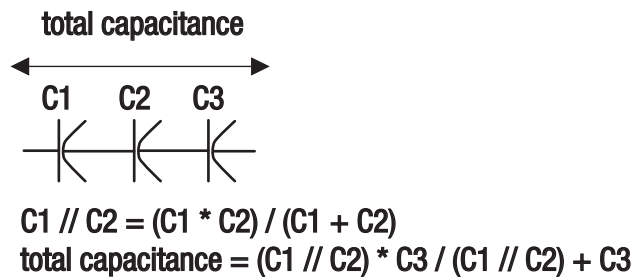 total capacitance
C1 C2 C3
C1 // C2 = (C1 * C2) / (C1 + C2)
total capacitance = (C1 // C2) * C3 / (C1 // C2) + C3